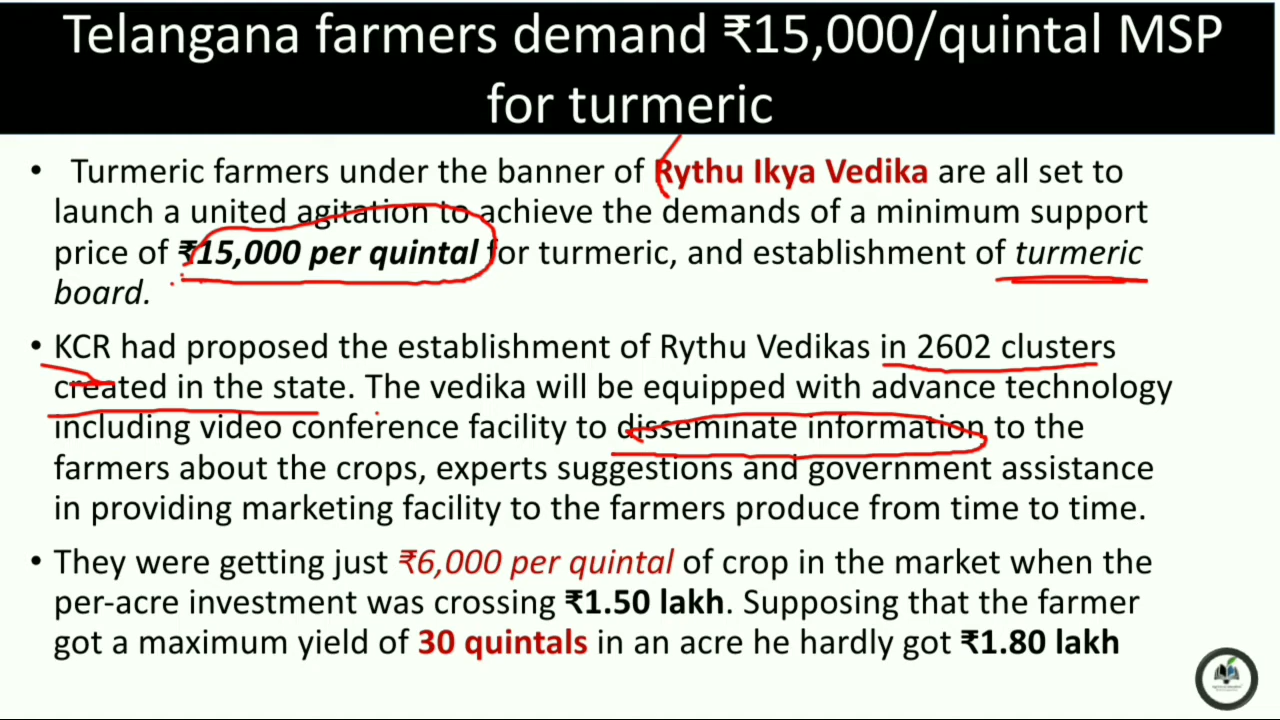 Telangana farmers demand ₹15,000/quintal MSP
for turmeric
• Turmeric farmers under the banner of Rythu Ikya Vedika are all set to
launch a united agitation to achieve the demands of a minimum support
price of ₹15,000 per quintal for turmeric, and establishment of turmeric
board.
• KCR had proposed the establishment of Rythu Vedikas in 2602 clusters
created in the state. The vedika will be equipped with advance technology
including video conference facility to disseminate information to the
farmers about the crops, experts suggestions and government assistance
in providing marketing facility to the farmers produce from time to time.
• They were getting just ₹6,000 per quintal of crop in the market when the
per-acre investment was crossing ₹1.50 lakh. Supposing that the farmer
got a maximum yield of 30 quintals in an acre he hardly got ₹1.80 lakh